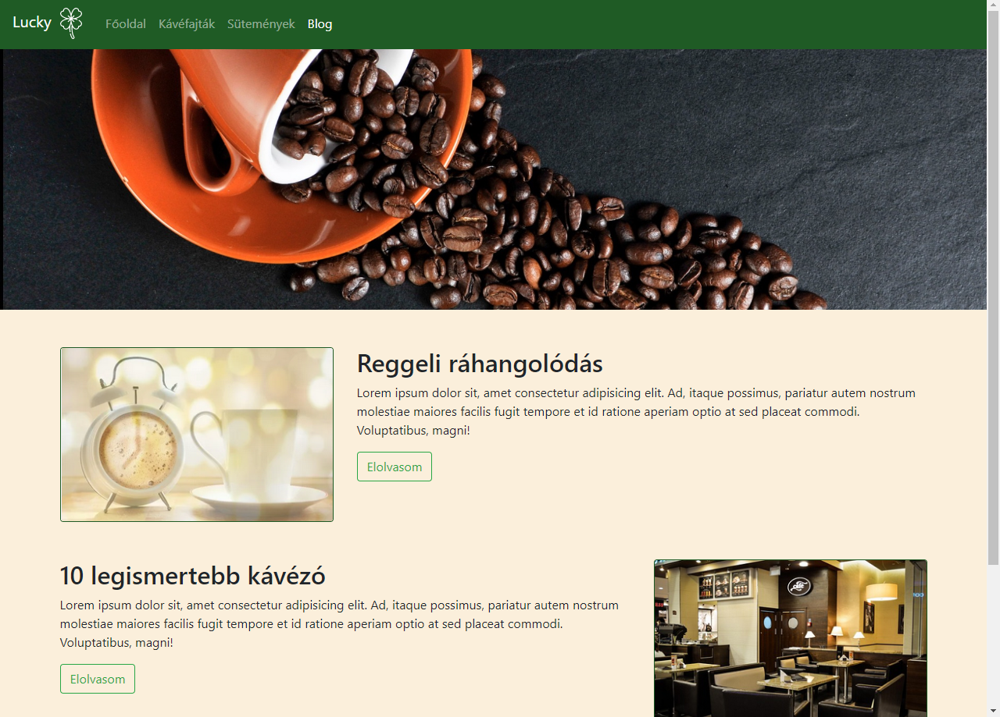 Lucky Főoldal Kávéfajták Sütemények Blog
Reggeli ráhangolódás
Lorem ipsum dolor sit, amet consectetur adipisicing elit. Ad, itaque possimus, pariatur autem nostrum
molestiae maiores facilis fugit tempore et id ratione aperiam optio at sed placeat commodi.
Voluptatibus, magni!
Elolvasom
10 legismertebb kávézó
Lorem ipsum dolor sit, amet consectetur adipisicing elit. Ad, itaque possimus, pariatur autem nostrum
molestiae maiores facilis fugit tempore et id ratione aperiam optio at sed placeat commodi.
Voluptatibus, magni!
Elolvasom